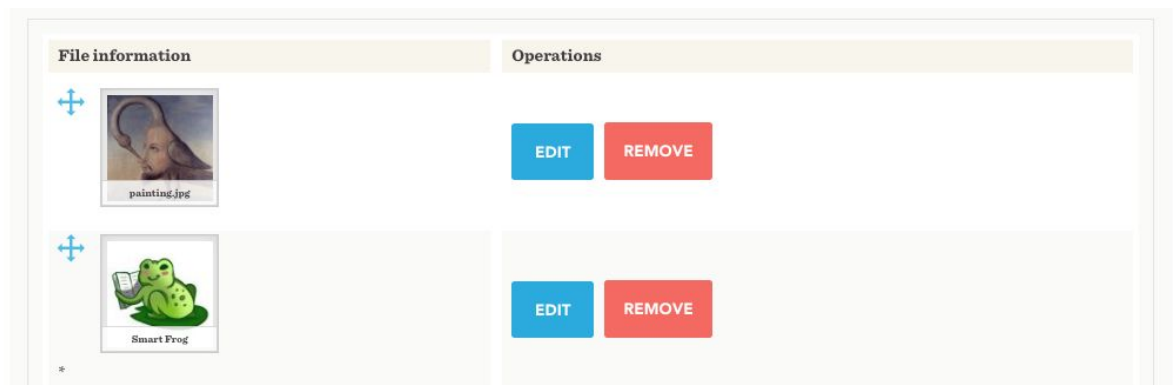 File information
Operations
painting.jpg
EDIT
REMOVE
Smart Frog
EDIT
REMOVE
*